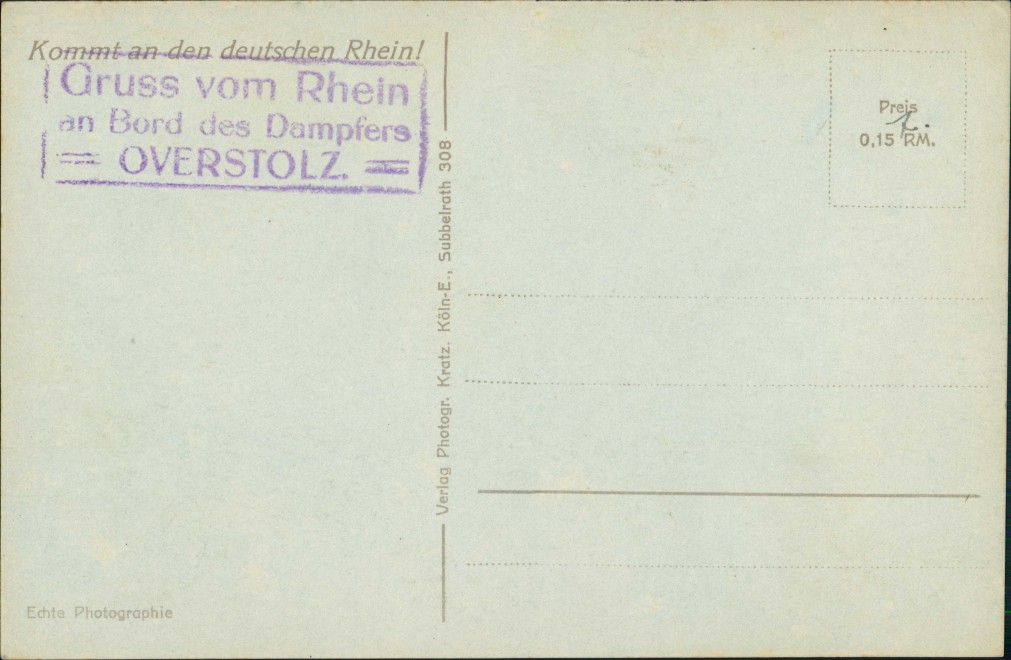 Kommt an den deutschen Rhein!
Gruss vom Rhein
an Bord des Dampfers
OVERSTOLZ.
Verlag Photogr. Kratz. Köln-E., Subbelrath 308
Preis
0,15 RM.
Echte Photographie